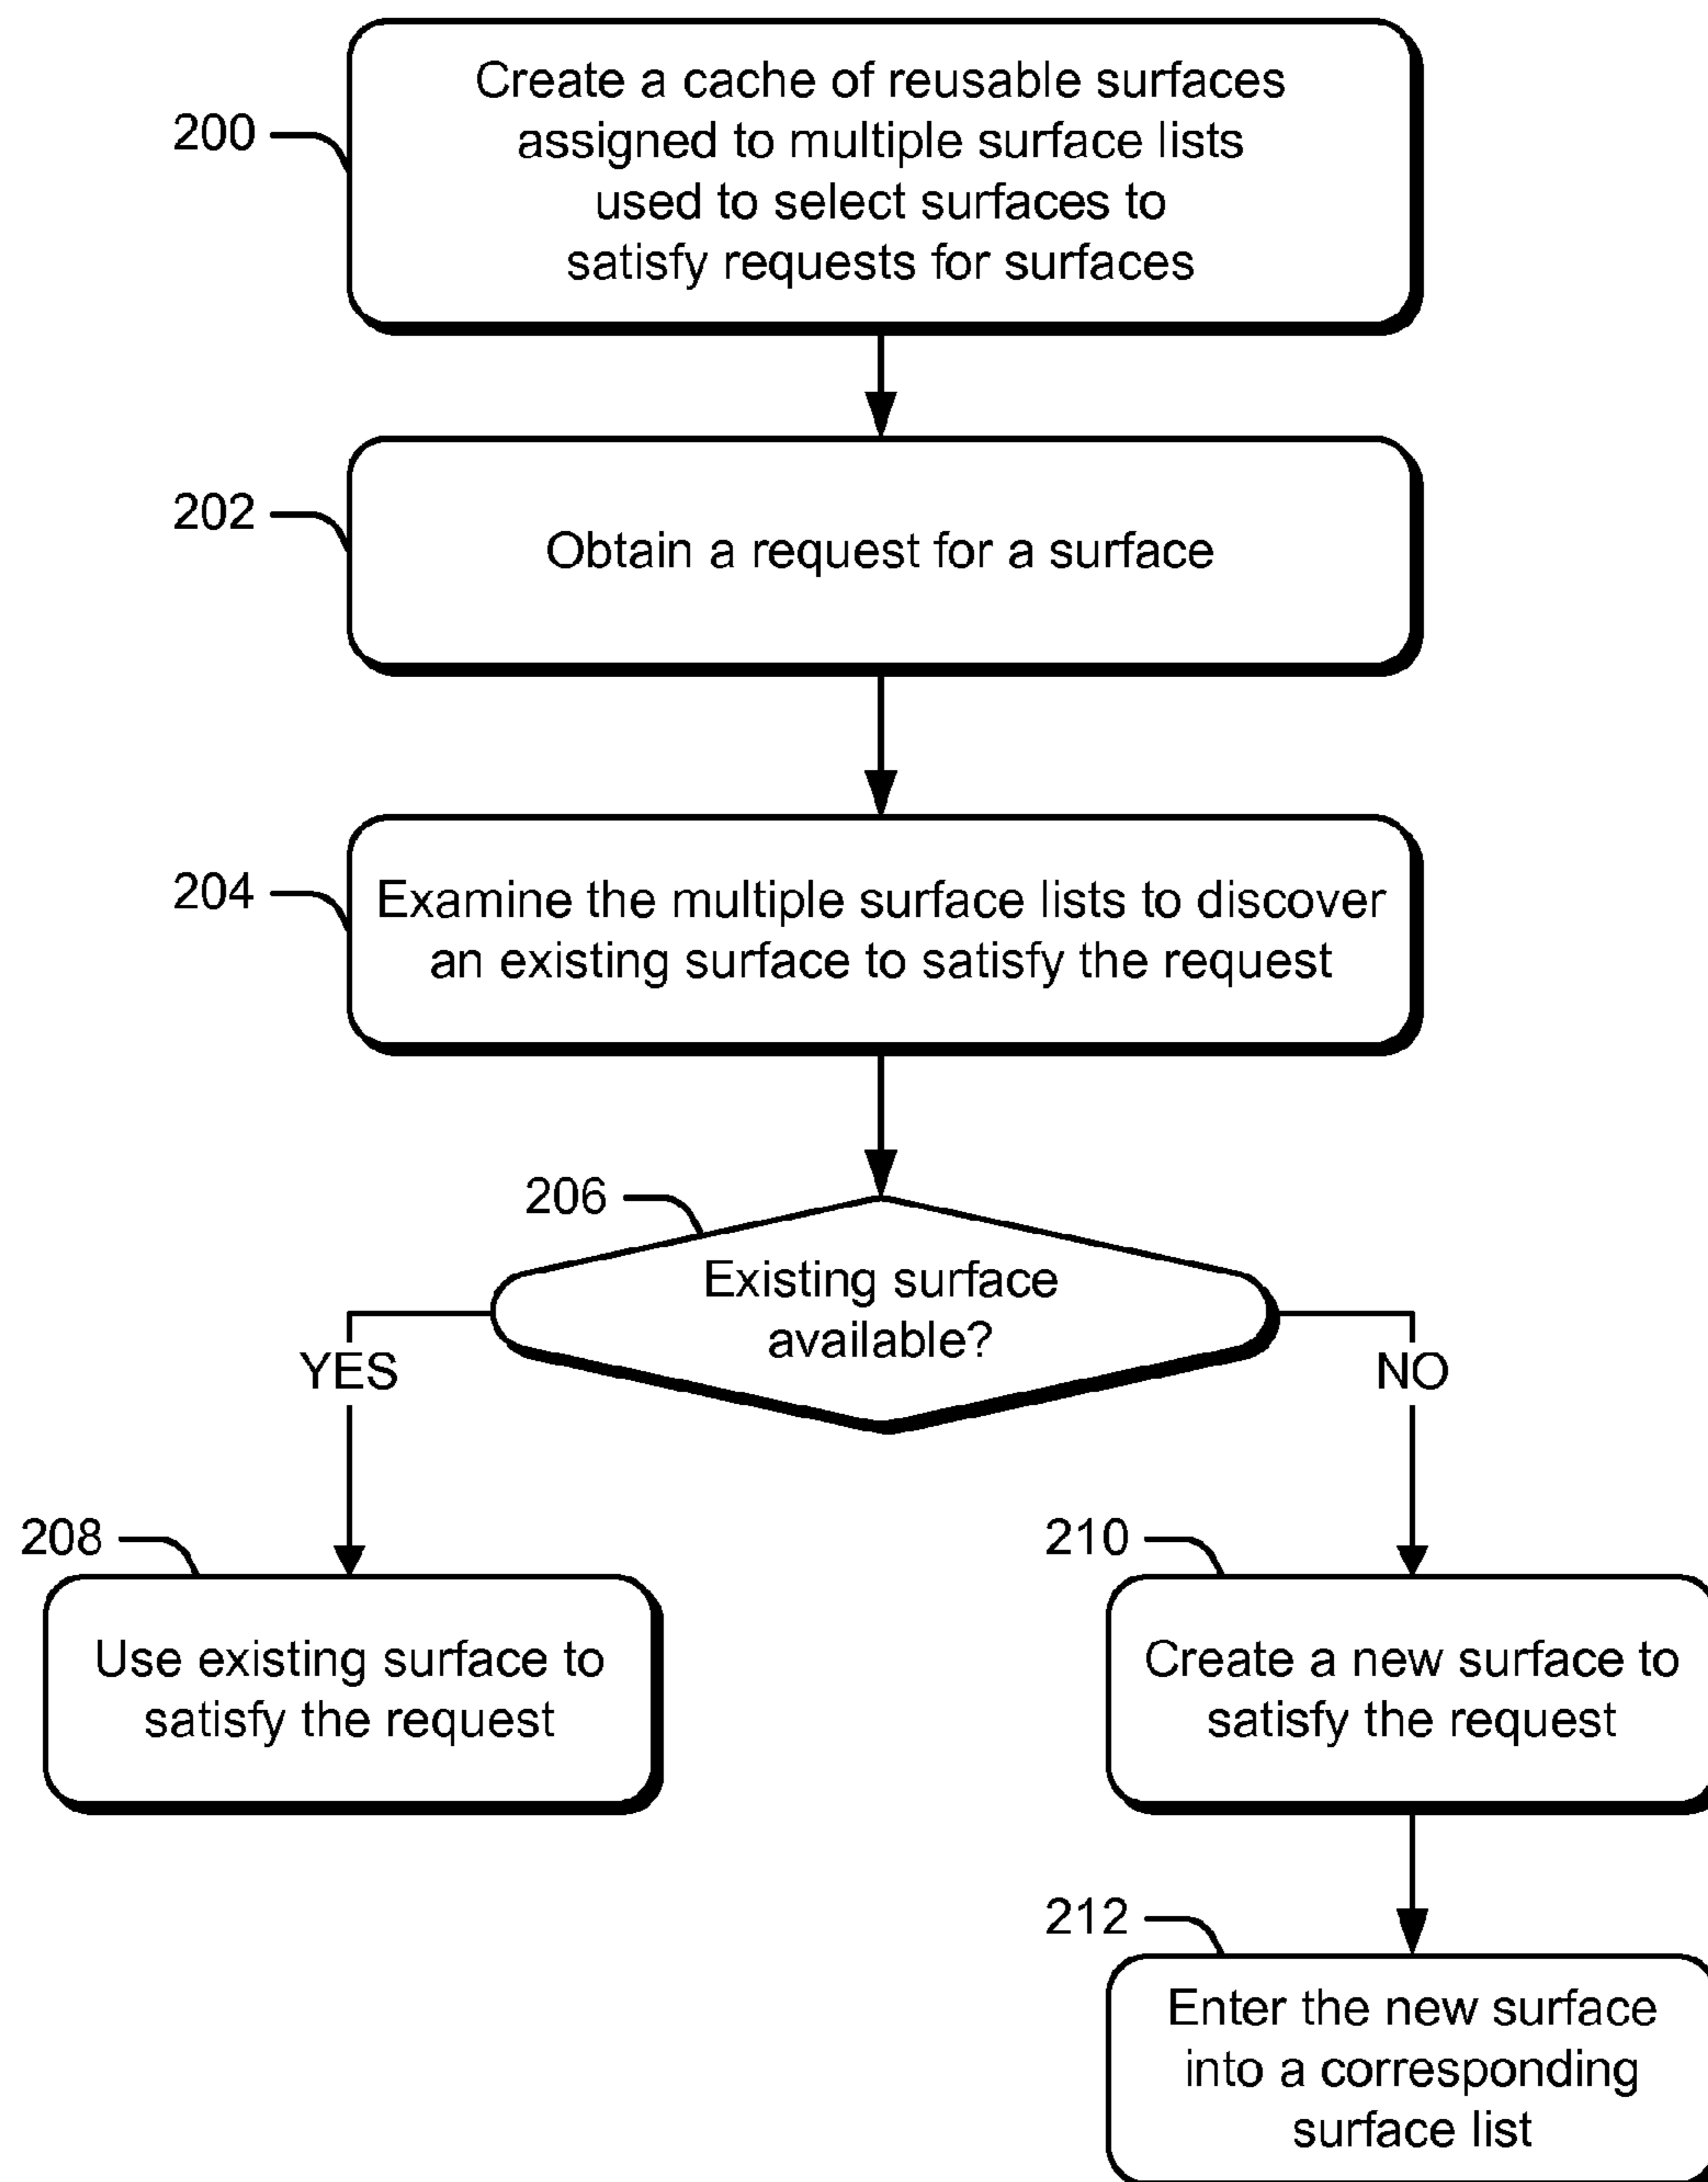 200
Create a cache of reusable surfaces
assigned to multiple surface lists
used to select surfaces to
satisfy requests for surfaces
202
Obtain a request for a surface
204
Examine the multiple surface lists to discover
an existing surface to satisfy the request
206
Existing surface
available?
YES
NO
208
Use existing surface to
satisfy the request
210
Create a new surface to
satisfy the request
212
Enter the new surface
into a corresponding
surface list